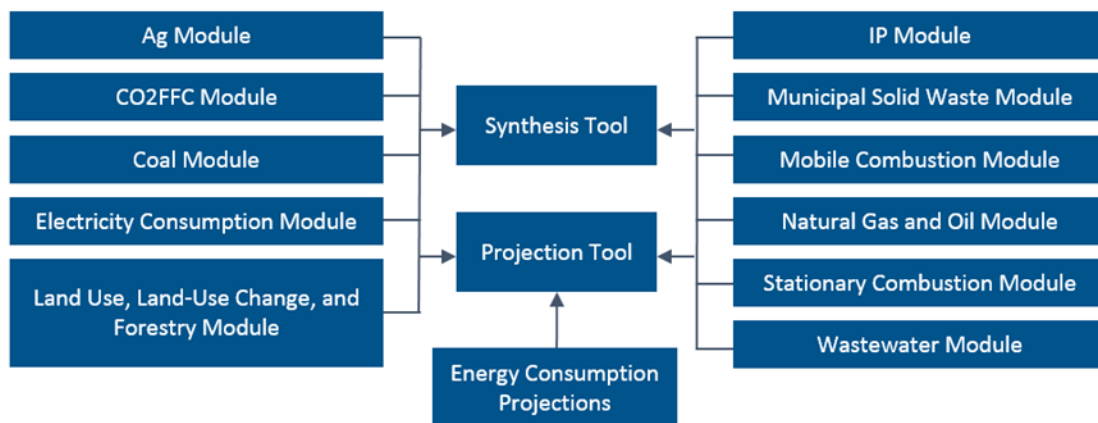 Ag Module
CO2FFC Module
Coal Module
Electricity Consumption Module
Land Use, Land-Use Change, and
Forestry Module
Synthesis Tool
Projection Tool
Energy Consumption
Projections
IP Module
Municipal Solid Waste Module
Mobile Combustion Module
Natural Gas and Oil Module
Stationary Combustion Module
Wastewater Module